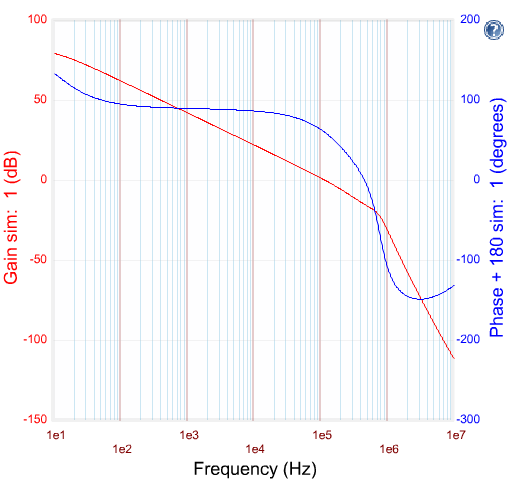 100
50
0
-50
-100
-150
Gain sim: 1 (dB)
200
100
0
-100
-200
-300
Phase + 180 sim: 1 (degrees)
?
1e1
1e2
1e3
1e4
1e5
1e6
1e7
Frequency (Hz)